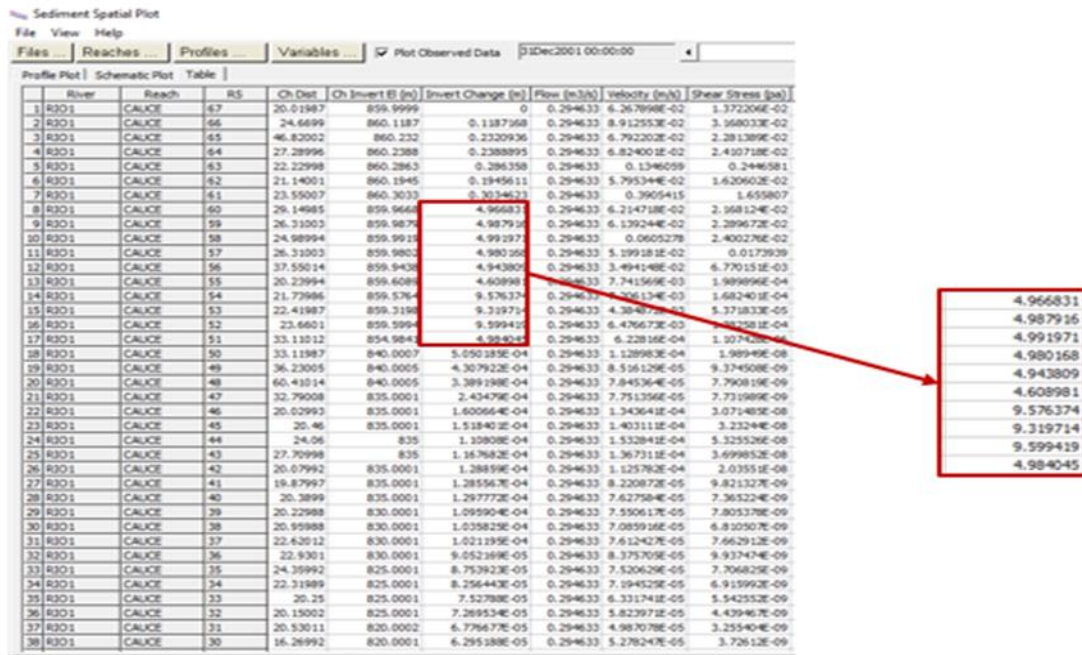 Sediment Spatial Plot
File View Help
Files ... Reaches ... Profiles ... Variables ... Plot Observed Data 31Dec2001 00:00:00
Profile Plot Schematic Plot Table
River Reach RS Ch Dist Ch Invert El (m) Invert Change (m) Flow (m3/s) Velocity (m/s) Shear Stress (pa)
1 RIO1 CAUCE 67 20.01987 859.9999 0 0.294633 6.267898E-02 1.372206E-02
2 RIO1 CAUCE 66 24.6699 860.1187 0.1187168 0.294633 8.912553E-02 3.168033E-02
3 RIO1 CAUCE 65 46.82002 860.232 0.2320936 0.294633 6.792202E-02 2.281389E-02
4 RIO1 CAUCE 64 27.28996 860.2388 0.2388895 0.294633 6.824001E-02 2.410718E-02
5 RIO1 CAUCE 63 22.22998 860.2863 0.286358 0.294633 0.1346059 0.2446581
6 RIO1 CAUCE 62 21.14001 860.1945 0.1945611 0.294633 5.795344E-02 1.620602E-02
7 RIO1 CAUCE 61 23.55007 860.3033 0.3034623 0.294633 0.3905415 1.655807
8 RIO1 CAUCE 60 29.14985 859.9668 4.966831 0.294633 6.214718E-02 2.168124E-02
9 RIO1 CAUCE 59 26.31003 859.9879 4.987916 0.294633 6.139244E-02 2.289672E-02
10 RIO1 CAUCE 58 24.98994 859.9919 4.991971 0.294633 0.0605278 2.400276E-02
11 RIO1 CAUCE 57 26.31003 859.9802 4.980168 0.294633 5.199181E-02 0.0173939
12 RIO1 CAUCE 56 37.55014 859.9438 4.943809 0.294633 3.494148E-02 6.770151E-03
13 RIO1 CAUCE 55 20.23994 859.6089 4.608981 0.294633 7.741569E-03 1.989896E-04
14 RIO1 CAUCE 54 21.73986 859.5764 9.576374 1.682401E-04
15 RIO1 CAUCE 53 22.41987 859.3198 9.319714 0.294633 5.371833E-05
16 RIO1 CAUCE 52 23.6601 859.5994 9.599419 0.294633 6.476673E-03
17 RIO1 CAUCE 51 33.11012 854.9841 4.984045 0.294633 6.22816E-04
18 RIO1 CAUCE 50 33.11987 840.0007 5.050185E-04 0.294633 1.128983E-04 1.98949E-08
19 RIO1 CAUCE 49 36.23005 840.0005 4.307922E-04 0.294633 8.516129E-05 9.374508E-09
20 RIO1 CAUCE 48 60.41014 840.0005 3.389198E-04 0.294633 7.845364E-05 7.790819E-09
21 RIO1 CAUCE 47 32.79008 835.0001 2.43479E-04 0.294633 7.751356E-05 7.731989E-09
22 RIO1 CAUCE 46 20.02993 835.0001 1.600664E-04 0.294633 1.343641E-04 3.071485E-08
23 RIO1 CAUCE 45 20.46 835.0001 1.518401E-04 0.294633 1.403111E-04 3.23244E-08
24 RIO1 CAUCE 44 24.06 835 1.10808E-04 0.294633 1.532841E-04 5.325526E-08
25 RIO1 CAUCE 43 27.70998 835 1.167682E-04 0.294633 1.367311E-04 3.699852E-08
26 RIO1 CAUCE 42 20.07992 835.0001 1.28859E-04 0.294633 1.125782E-04 2.03551E-08
27 RIO1 CAUCE 41 19.87997 835.0001 1.285567E-04 0.294633 8.220872E-05 9.821327E-09
28 RIO1 CAUCE 40 20.3899 835.0001 1.297772E-04 0.294633 7.627584E-05 7.365224E-09
29 RIO1 CAUCE 39 20.22988 830.0001 1.095904E-04 0.294633 7.550617E-05 7.805378E-09
30 RIO1 CAUCE 38 20.95988 830.0001 1.035825E-04 0.294633 7.085916E-05 6.810507E-09
31 RIO1 CAUCE 37 22.62012 830.0001 1.021195E-04 0.294633 7.612427E-05 7.662912E-09
32 RIO1 CAUCE 36 22.9301 830.0001 9.052169E-05 0.294633 8.375705E-05 9.937474E-09
33 RIO1 CAUCE 35 24.35992 825.0001 8.753923E-05 0.294633 7.520629E-05 7.706825E-09
34 RIO1 CAUCE 34 22.31989 825.0001 8.256443E-05 0.294633 7.194525E-05 6.915992E-09
35 RIO1 CAUCE 33 20.25 825.0001 7.52788E-05 0.294633 6.331741E-05 5.542552E-09
36 RIO1 CAUCE 32 20.15002 825.0001 7.269534E-05 0.294633 5.823971E-05 4.439467E-09
37 RIO1 CAUCE 31 20.53011 820.0002 6.776677E-05 0.294633 4.987078E-05 3.255404E-09
38 RIO1 CAUCE 30 16.26992 820.0001 6.295188E-05 0.294633 5.278247E-05 3.72612E-09
4.966831
4.987916
4.991971
4.980168
4.943809
4.608981
9.576374
9.319714
9.599419
4.984045